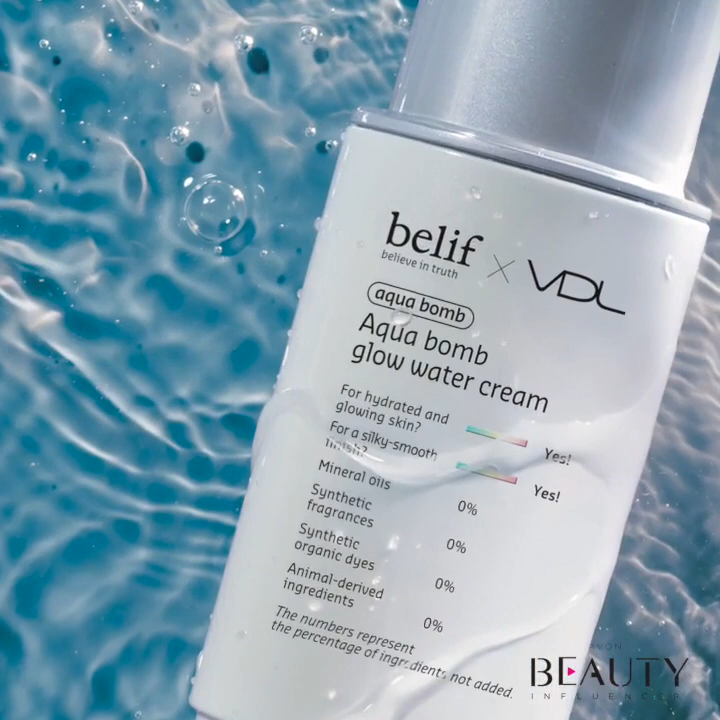 belif
believe in truth
× VDL
aqua bomb
Aqua bomb
glow water cream
For hydrated and
glowing skin? Yes!
For a silky-smooth
finish? Yes!
Mineral oils 0%
Synthetic
fragrances 0%
Synthetic
organic dyes 0%
Animal-derived
ingredients 0%
The numbers represent
the percentage of ingredients not added.
BEAUTY
INFLUENCER